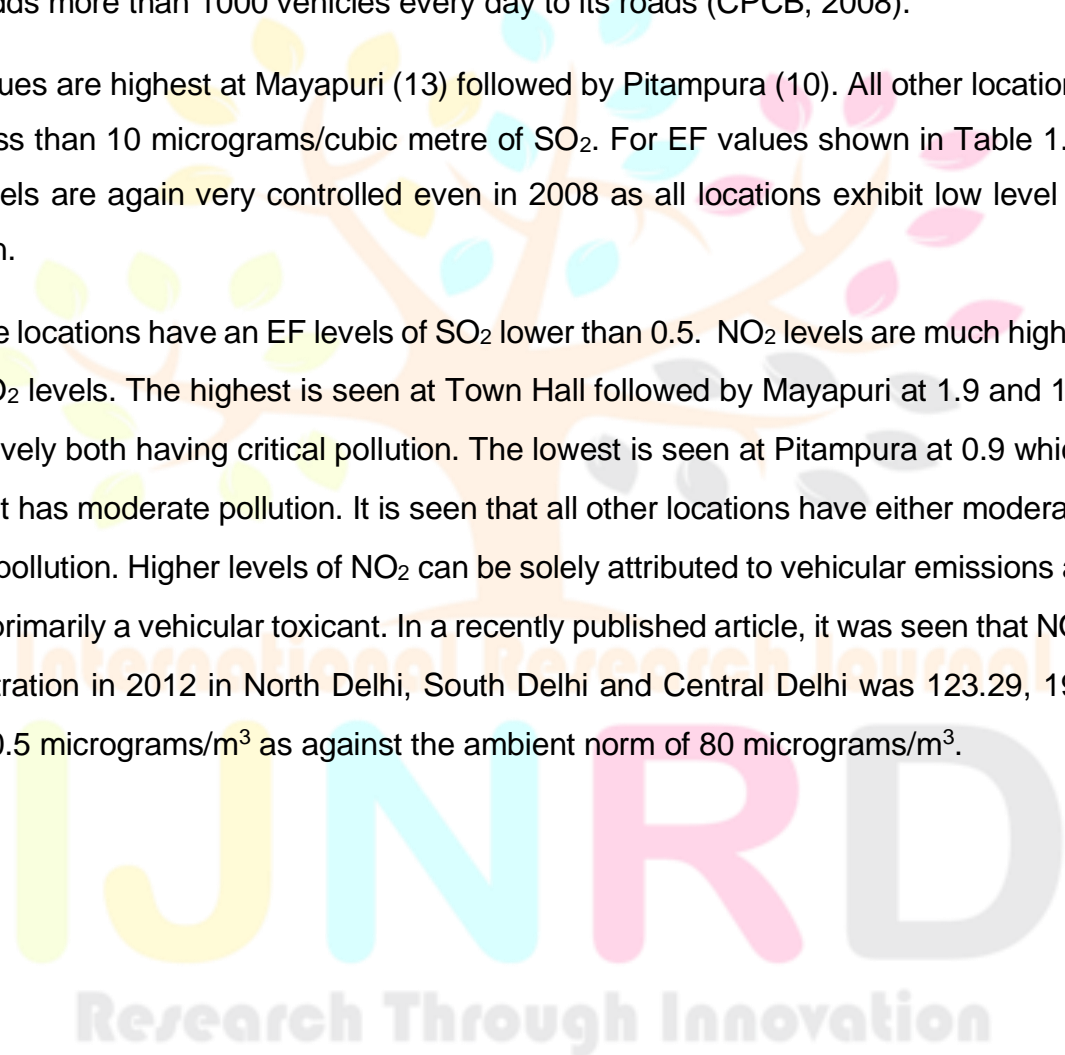 dds more than 1000 vehicles every day to its roads (CPCB, 2008).
ues are highest at Mayapuri (13) followed by Pitampura (10). All other location
ss than 10 micrograms/cubic metre of SO2. For EF values shown in Table 1.
els are again very controlled even in 2008 as all locations exhibit low level
n.
e locations have an EF levels of SO2 lower than 0.5. NO2 levels are much high
O2 levels. The highest is seen at Town Hall followed by Mayapuri at 1.9 and 1
vely both having critical pollution. The lowest is seen at Pitampura at 0.9 whic
t has moderate pollution. It is seen that all other locations have either modera
pollution. Higher levels of NO2 can be solely attributed to vehicular emissions a
primarily a vehicular toxicant. In a recently published article, it was seen that NO
International Research Journal
tration in 2012 in North Delhi, South Delhi and Central Delhi was 123.29, 19
0.5 micrograms/m³ as against the ambient norm of 80 micrograms/m³.
IJNRD
Research Through Innovation